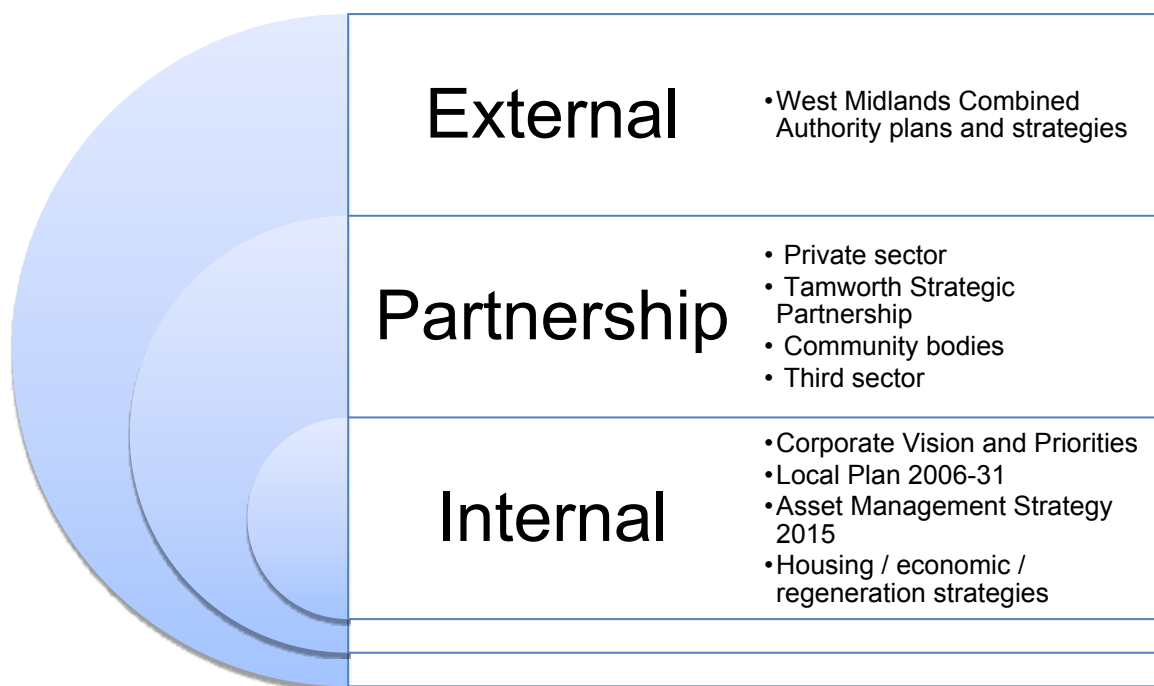 External
•West Midlands Combined
Authority plans and strategies
Partnership
• Private sector
• Tamworth Strategic
Partnership
• Community bodies
• Third sector
Internal
•Corporate Vision and Priorities
•Local Plan 2006-31
•Asset Management Strategy
2015
•Housing / economic /
regeneration strategies